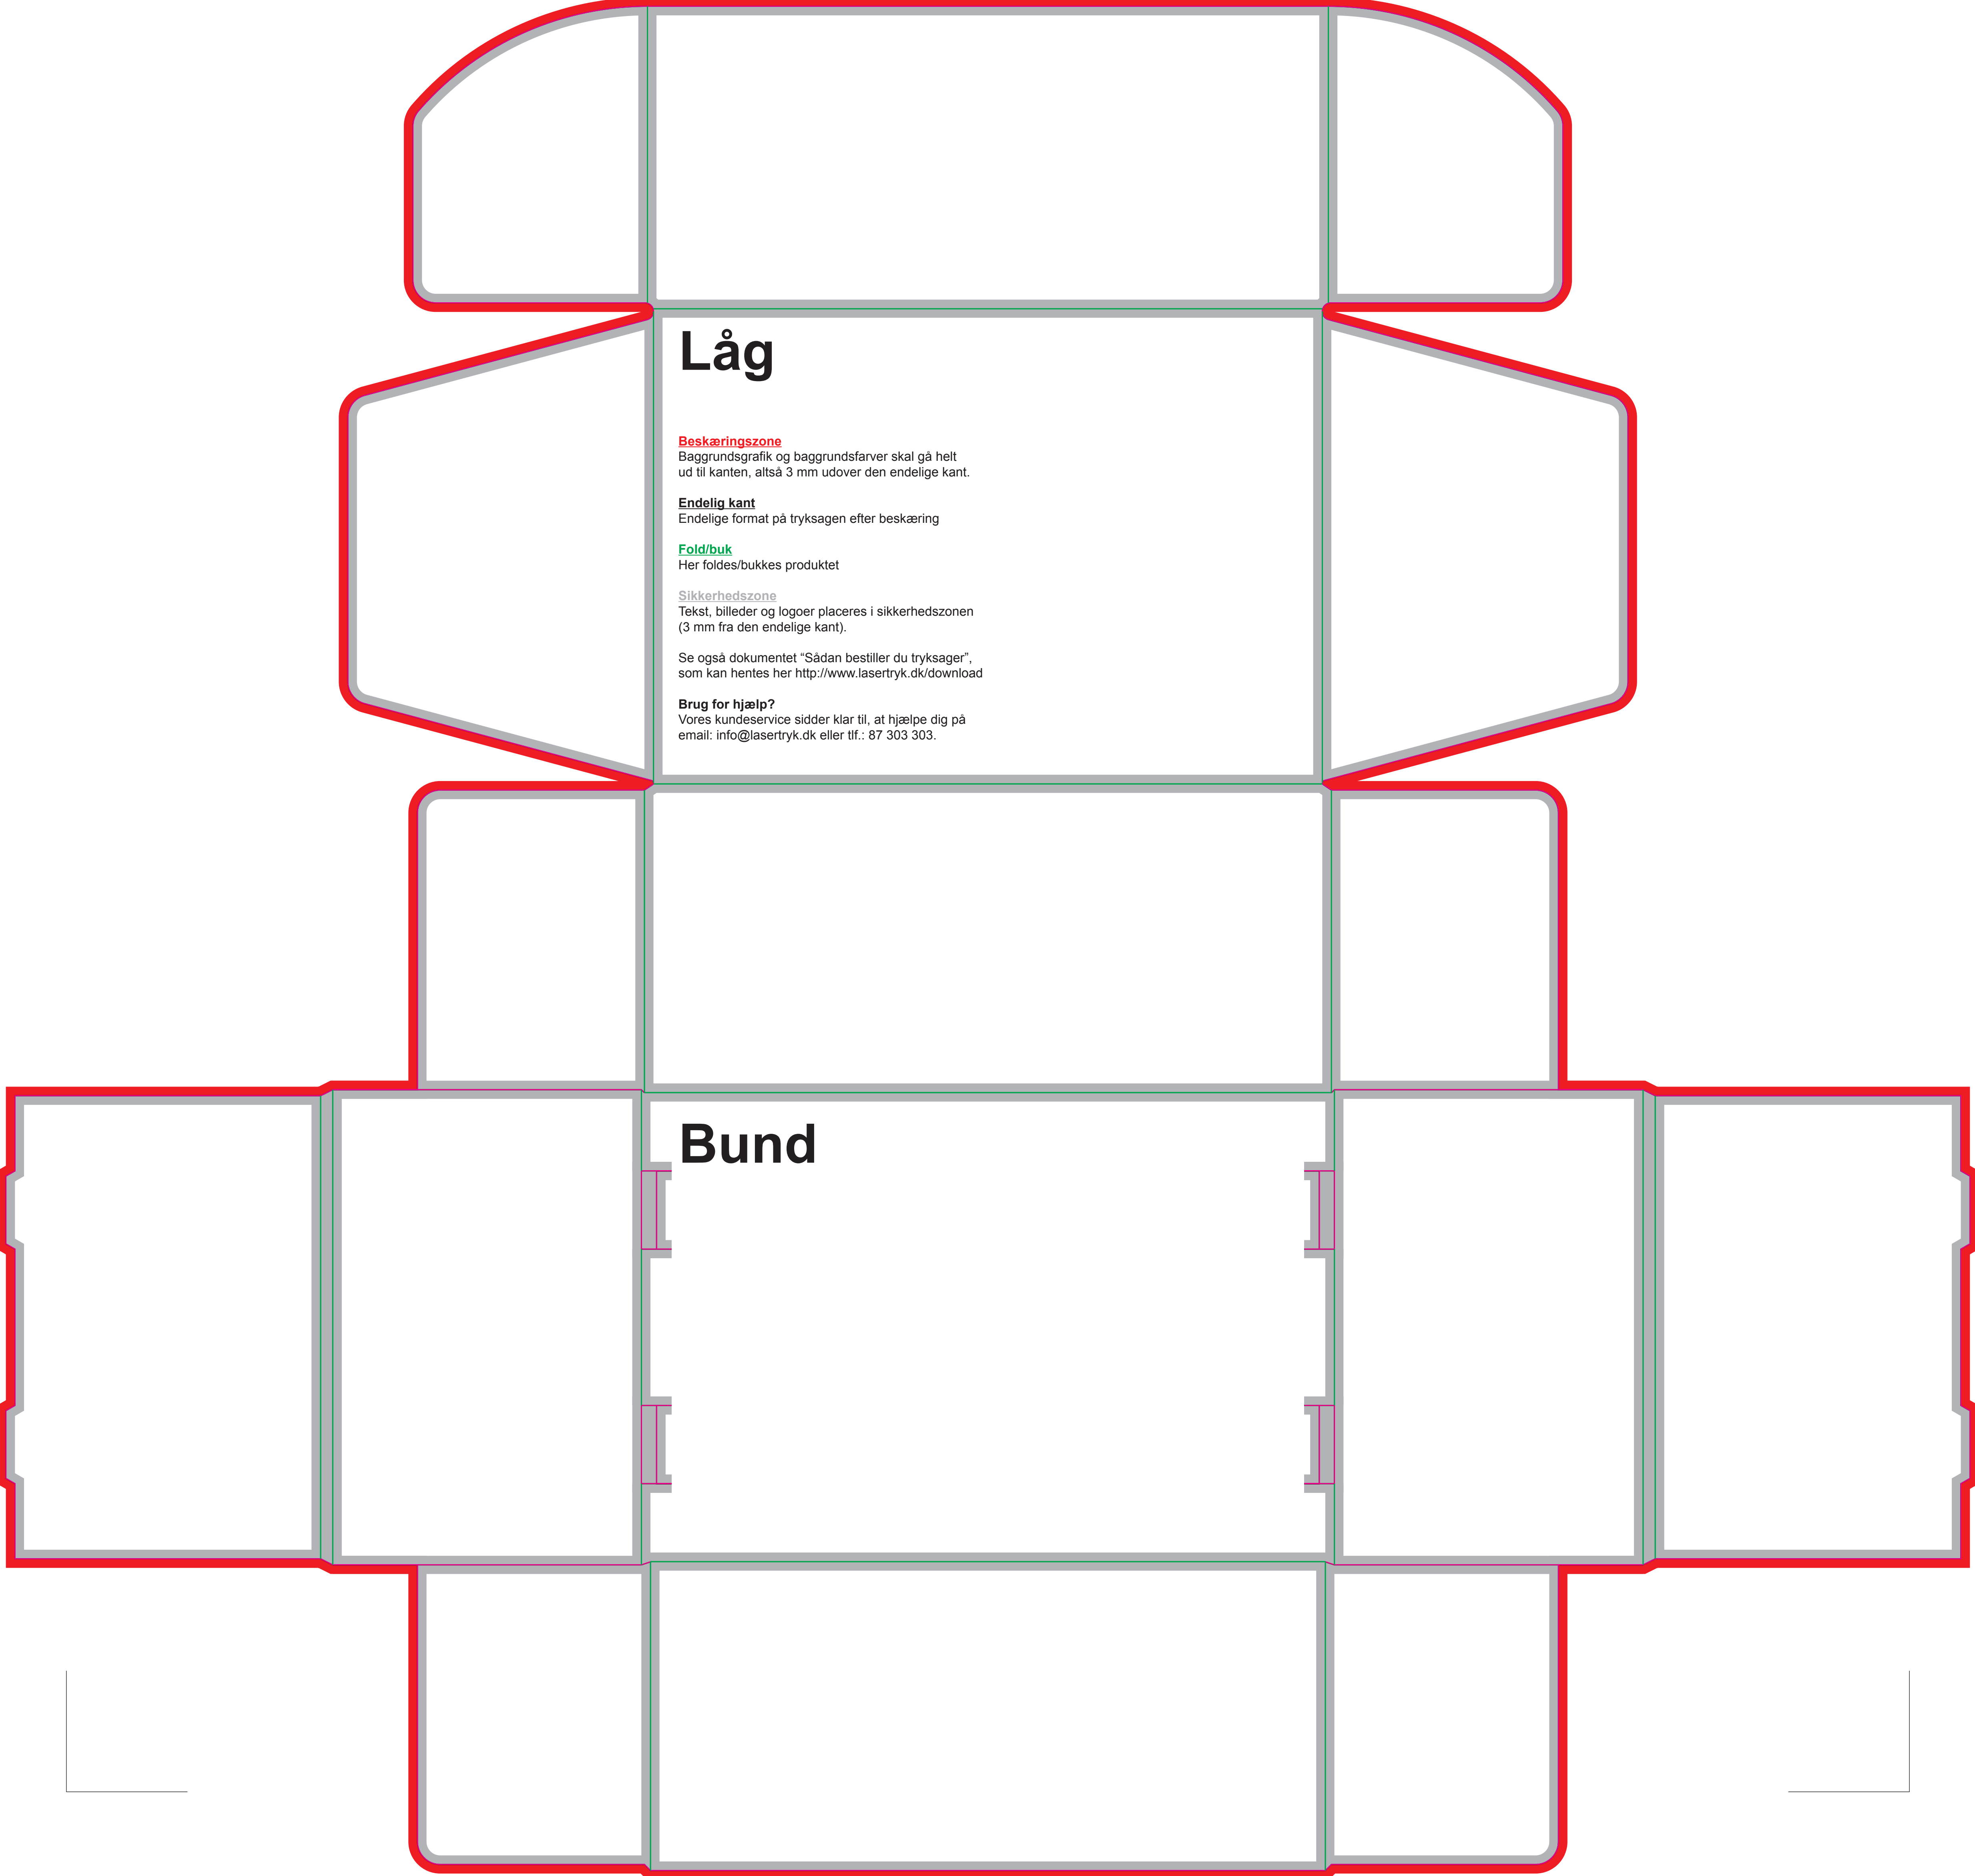 Låg
Beskæringszone
Baggrundsgrafik og baggrundsfarver skal gå helt
ud til kanten, altså 3 mm udover den endelige kant.
Endelig kant
Endelige format på tryksagen efter beskæring
Fold/buk
Her foldes/bukkes produktet
Sikkerhedszone
Tekst, billeder og logoer placeres i sikkerhedszonen
(3 mm fra den endelige kant).
Se også dokumentet “Sådan bestiller du tryksager”,
som kan hentes her http://www.lasertryk.dk/download
Brug for hjælp?
Vores kundeservice sidder klar til, at hjælpe dig på
email: info@lasertryk.dk eller tlf.: 87 303 303.
Bund